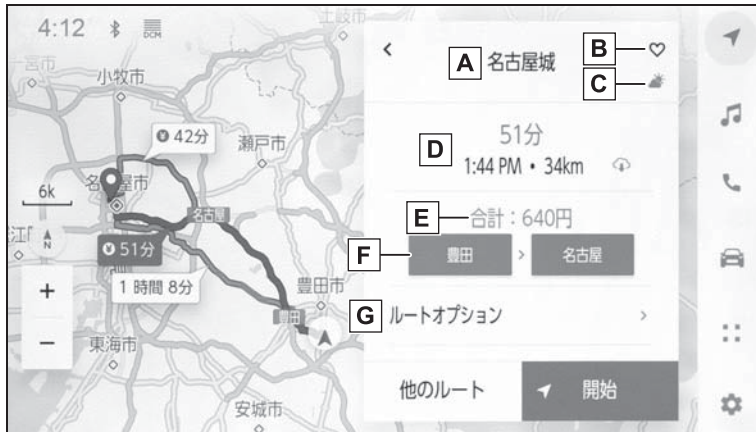 4:12
DCM
土岐市
一宮市
小牧市
42分
瀬戸市
6k
名古屋市
名古屋
N
51分
1 時間 8分
豊田市
豊田
+
−
東海市
安城市
A 名古屋城
B
C
D
51分
1:44 PM • 34km
E 合計：640円
F 豊田 > 名古屋
G ルートオプション
他のルート
開始